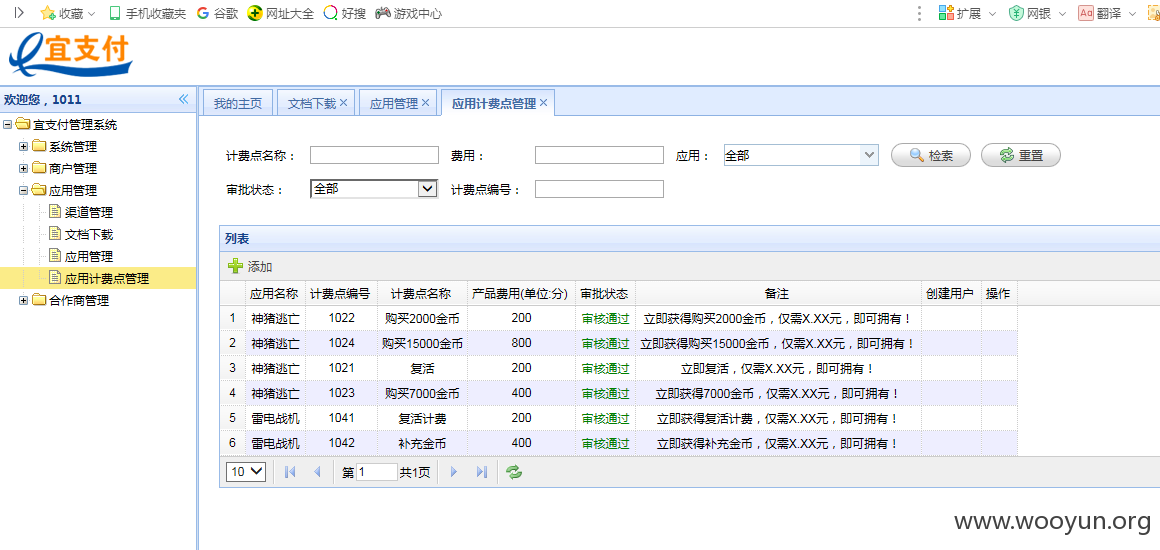 收藏 手机收藏夹 谷歌 网址大全 好搜 游戏中心 扩展 网银 Aa 翻译
e宜支付
欢迎您，1011
我的主页 文档下载 应用管理 应用计费点管理
宜支付管理系统
系统管理
商户管理
应用管理
渠道管理
文档下载
应用管理
应用计费点管理
合作商管理
计费点名称： 费用： 应用： 全部 检索 重置
审批状态： 全部 计费点编号：
列表
添加
应用名称 计费点编号 计费点名称 产品费用(单位:分) 审批状态 备注 创建用户 操作
1 神猪逃亡 1022 购买2000金币 200 审核通过 立即获得购买2000金币，仅需X.XX元，即可拥有！
2 神猪逃亡 1024 购买15000金币 800 审核通过 立即获得购买15000金币，仅需X.XX元，即可拥有！
3 神猪逃亡 1021 复活 200 审核通过 立即复活，仅需X.XX元，即可拥有！
4 神猪逃亡 1023 购买7000金币 400 审核通过 立即获得7000金币，仅需X.XX元，即可拥有！
5 雷电战机 1041 复活计费 200 审核通过 立即获得复活计费，仅需X.XX元，即可拥有！
6 雷电战机 1042 补充金币 400 审核通过 立即获得补充金币，仅需X.XX元，即可拥有！
10 第 1 共1页
www.wooyun.org